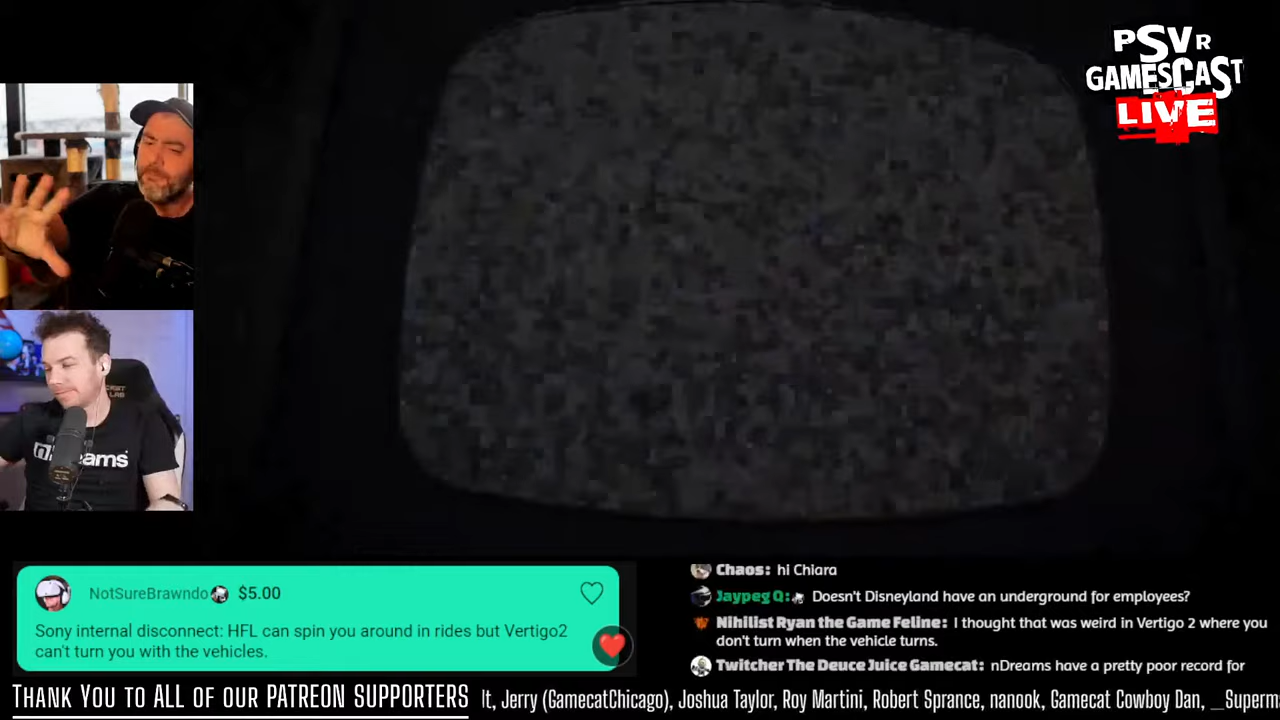 PSVR
GAMESCAST
LIVE
nDreams
NotSureBrawndo $5.00
Sony internal disconnect: HFL can spin you around in rides but Vertigo2
can't turn you with the vehicles.
Chaos: hi Chiara
Jaypeg Q: Doesn't Disneyland have an underground for employees?
Nihilist Ryan the Game Feline: I thought that was weird in Vertigo 2 where you
don't turn when the vehicle turns.
Twitcher The Deuce Juice Gamecat: nDreams have a pretty poor record for
THANK YOU TO ALL OF OUR PATREON SUPPORTERS
lt, Jerry (GamecatChicago), Joshua Taylor, Roy Martini, Robert Sprance, nanook, Gamecat Cowboy Dan, __Superm